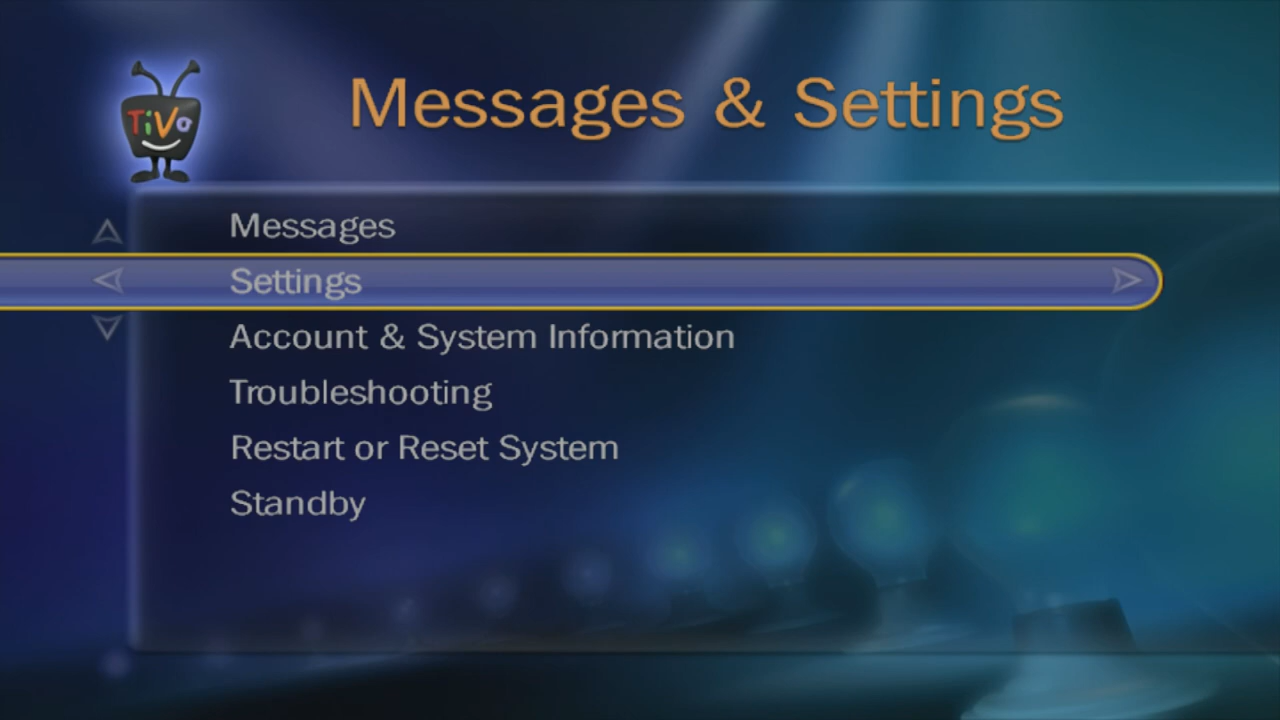 TiVo
Messages & Settings
Messages
Settings
Account & System Information
Troubleshooting
Restart or Reset System
Standby